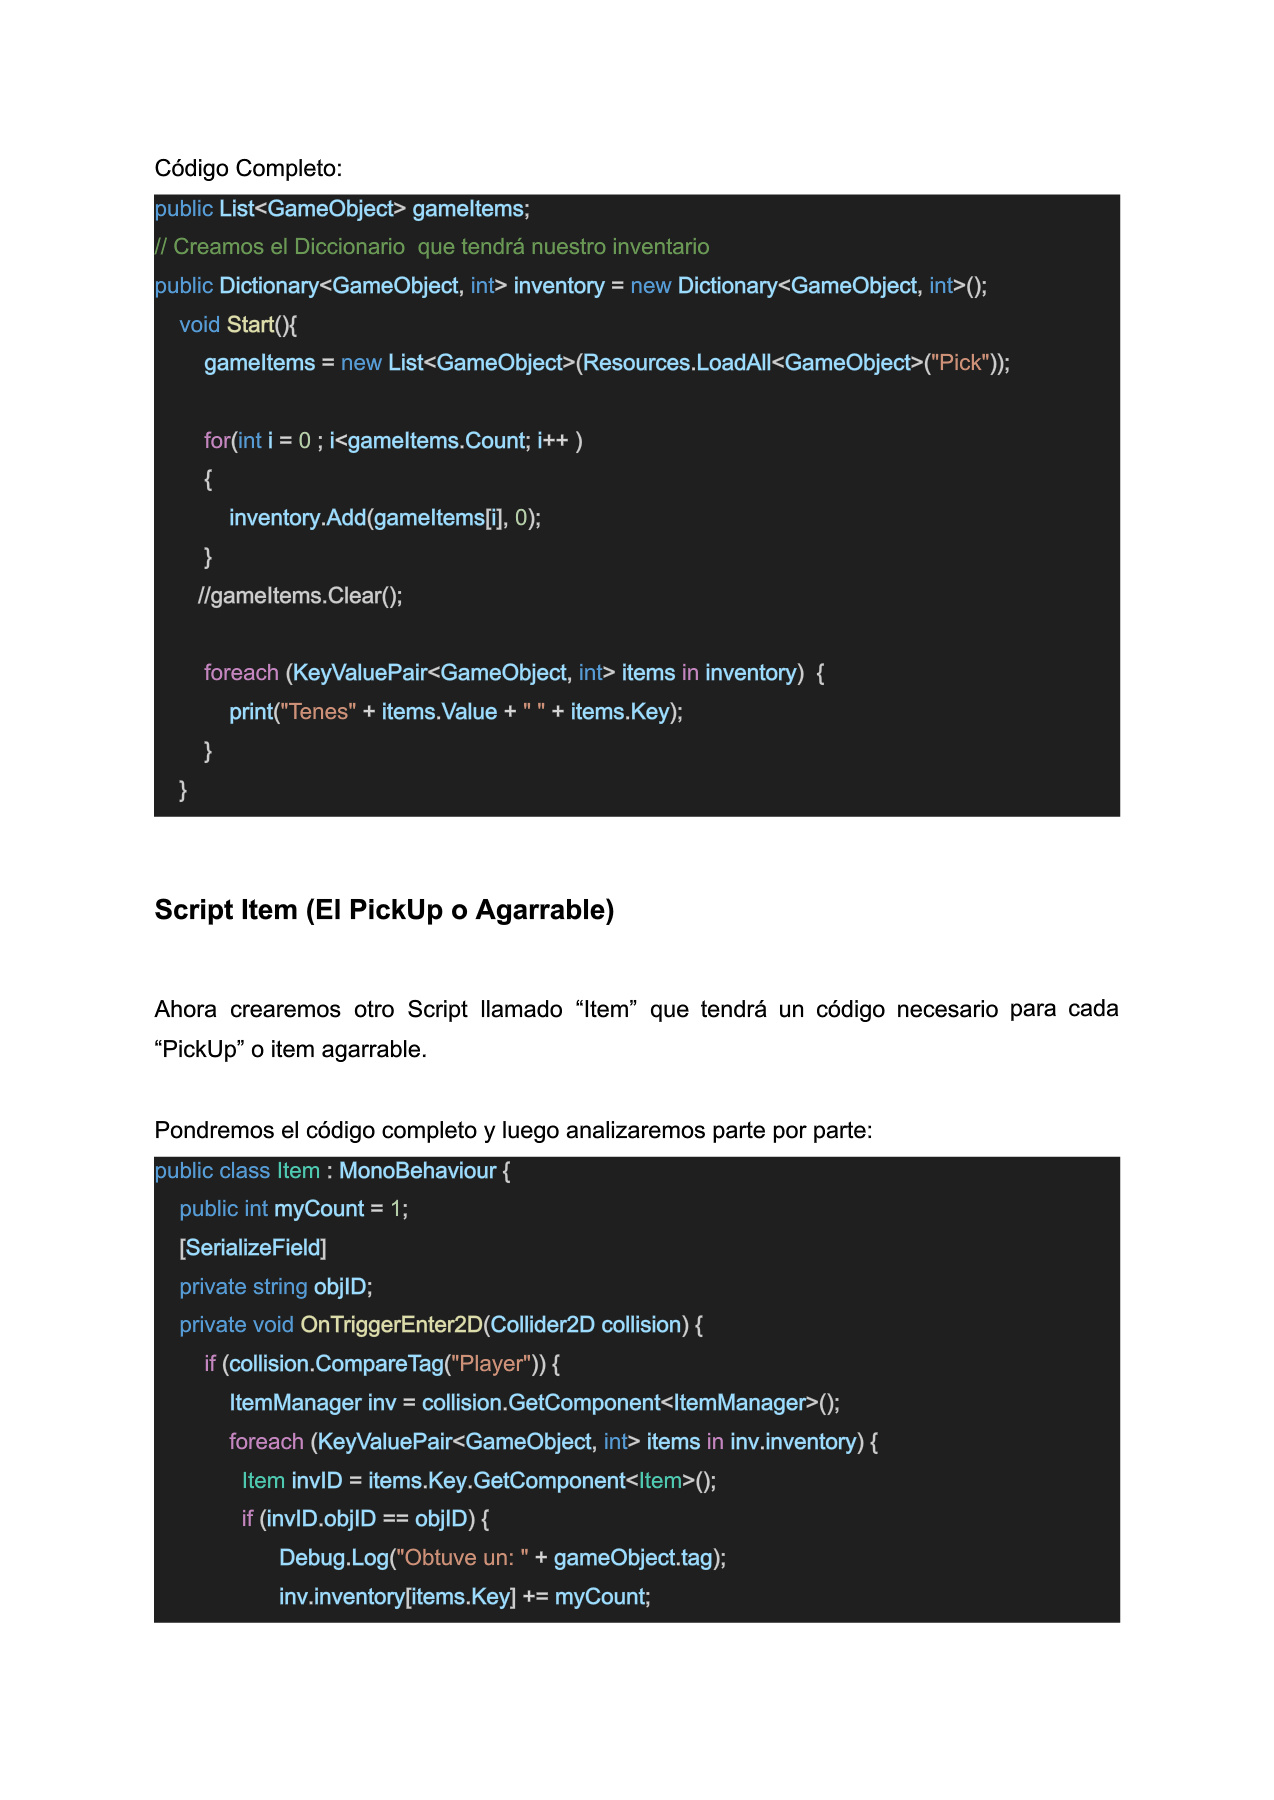 Código Completo:
public List<GameObject> gameItems;
// Creamos el Diccionario  que tendrá nuestro inventario
public Dictionary<GameObject, int> inventory = new Dictionary<GameObject, int>();
    void Start(){
        gameItems = new List<GameObject>(Resources.LoadAll<GameObject>("Pick"));
        for(int i = 0 ; i<gameItems.Count; i++ )
        {
            inventory.Add(gameItems[i], 0);
        }
       //gameItems.Clear();
        foreach (KeyValuePair<GameObject, int> items in inventory)  {
            print("Tenes" + items.Value + " " + items.Key);
        }
    }
Script Item (El PickUp o Agarrable)
Ahora crearemos otro Script llamado “Item” que tendrá un código necesario para cada
“PickUp” o item agarrable.
Pondremos el código completo y luego analizaremos parte por parte:
public class Item : MonoBehaviour {
    public int myCount = 1;
    [SerializeField]
    private string objID;
    private void OnTriggerEnter2D(Collider2D collision) {
        if (collision.CompareTag("Player")) {
            ItemManager inv = collision.GetComponent<ItemManager>();
            foreach (KeyValuePair<GameObject, int> items in inv.inventory) {
              Item invID = items.Key.GetComponent<Item>();
              if (invID.objID == objID) {
                    Debug.Log("Obtuve un: " + gameObject.tag);
                    inv.inventory[items.Key] += myCount;